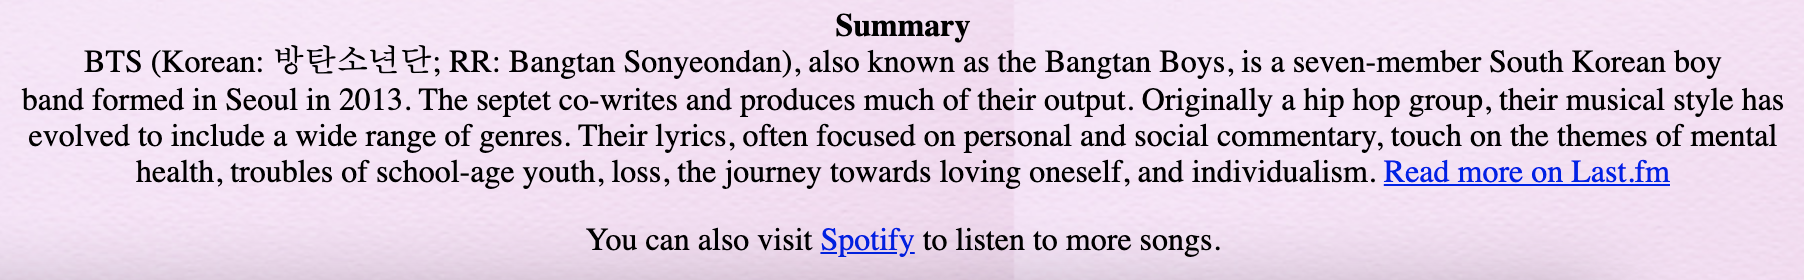 Summary
BTS (Korean: 방탄소년단; RR: Bangtan Sonyeondan), also known as the Bangtan Boys, is a seven-member South Korean boy
band formed in Seoul in 2013. The septet co-writes and produces much of their output. Originally a hip hop group, their musical style has
evolved to include a wide range of genres. Their lyrics, often focused on personal and social commentary, touch on the themes of mental
health, troubles of school-age youth, loss, the journey towards loving oneself, and individualism. Read more on Last.fm
You can also visit Spotify to listen to more songs.